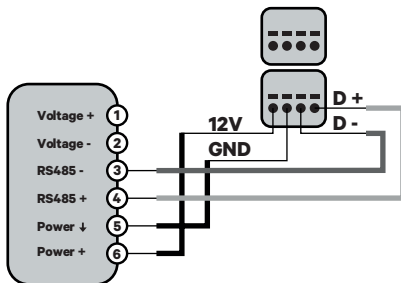 D +
12V
D -
GND
Voltage + 1
Voltage - 2
RS485 - 3
RS485 + 4
Power ↓ 5
Power + 6